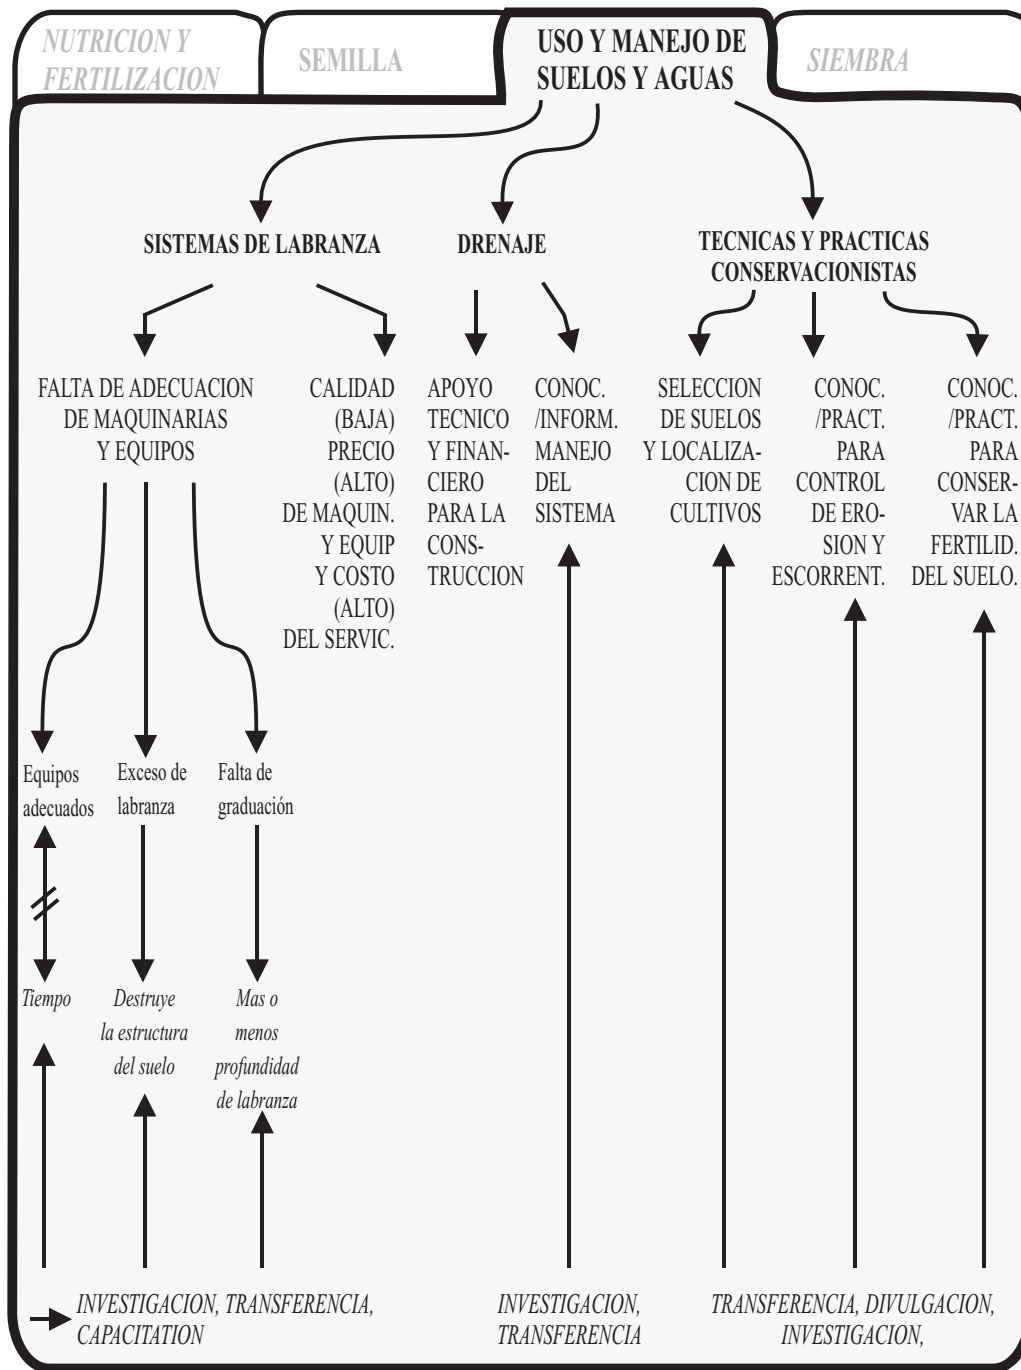 NUTRICION Y
FERTILIZACION
SEMILLA
USO Y MANEJO DE
SUELOS Y AGUAS
SIEMBRA
SISTEMAS DE LABRANZA
DRENAJE
TECNICAS Y PRACTICAS
CONSERVACIONISTAS
FALTA DE ADECUACION
DE MAQUINARIAS
Y EQUIPOS
CALIDAD
(BAJA)
PRECIO
(ALTO)
DE MAQUIN.
Y EQUIP
Y COSTO
(ALTO)
DEL SERVIC.
APOYO
TECNICO
Y FINAN-
CIERO
PARA LA
CONS-
TRUCCION
CONOC.
/INFORM.
MANEJO
DEL
SISTEMA
SELECCION
DE SUELOS
Y LOCALIZA-
CION DE
CULTIVOS
CONOC.
/PRACT.
PARA
CONTROL
DE ERO-
SION Y
ESCORRENT.
CONOC.
/PRACT.
PARA
CONSER-
VAR LA
FERTILID.
DEL SUELO.
Equipos
adecuados
Exceso de
labranza
Falta de
graduación
Tiempo
Destruye
la estructura
del suelo
Mas o
menos
profundidad
de labranza
INVESTIGACION, TRANSFERENCIA,
CAPACITATION
INVESTIGACION,
TRANSFERENCIA
TRANSFERENCIA, DIVULGACION,
INVESTIGACION,